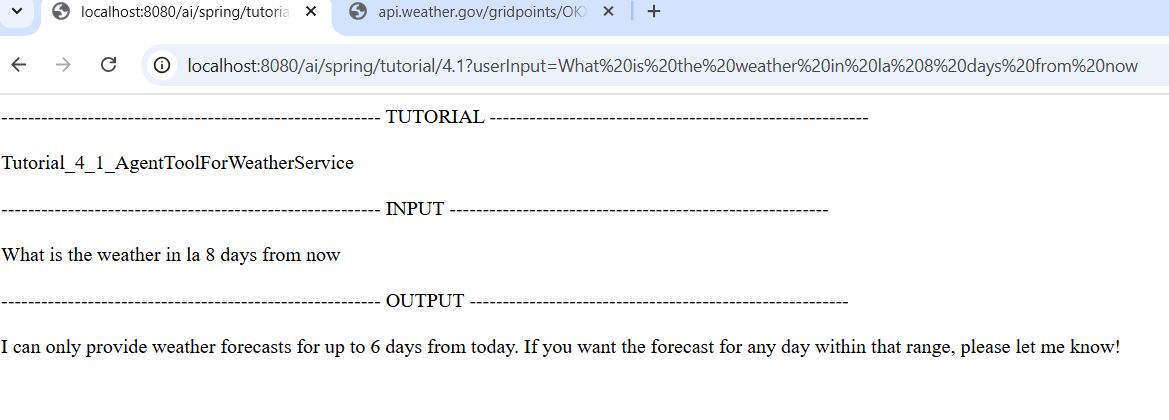 localhost:8080/ai/spring/tutoria
api.weather.gov/gridpoints/OK
localhost:8080/ai/spring/tutorial/4.1?userInput=What%20is%20the%20weather%20in%20la%208%20days%20from%20now
--------------------------------------------------------- TUTORIAL ---------------------------------------------------------
Tutorial_4_1_AgentToolForWeatherService
--------------------------------------------------------- INPUT ---------------------------------------------------------
What is the weather in la 8 days from now
--------------------------------------------------------- OUTPUT ---------------------------------------------------------
I can only provide weather forecasts for up to 6 days from today. If you want the forecast for any day within that range, please let me know!